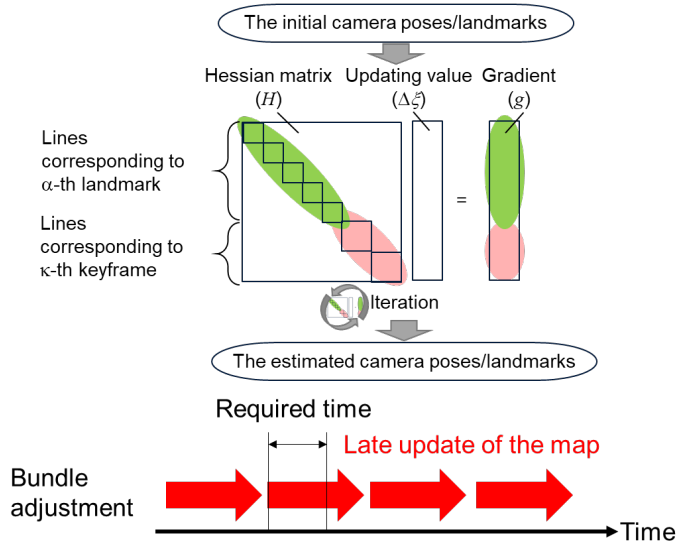 The initial camera poses/landmarks
Hessian matrix
(H)
Updating value
(Δξ)
Gradient
(g)
Lines
corresponding to
α-th landmark
=
Lines
corresponding to
κ-th keyframe
Iteration
The estimated camera poses/landmarks
Required time
Late update of the map
Bundle
adjustment
Time